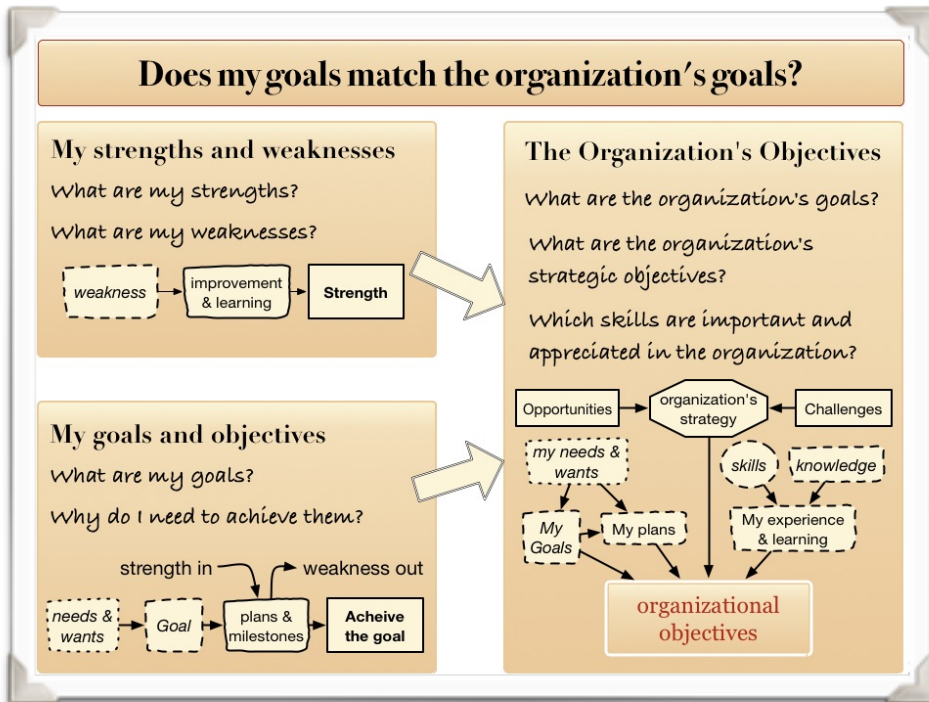 Does my goals match the organization's goals?
My strengths and weaknesses
What are my strengths?
What are my weaknesses?
weakness
improvement
& learning
Strength
My goals and objectives
What are my goals?
Why do I need to achieve them?
strength in
weakness out
needs &
wants
Goal
plans &
milestones
Acheive
the goal
The Organization's Objectives
What are the organization's goals?
What are the organization's
strategic objectives?
Which skills are important and
appreciated in the organization?
Opportunities
organization's
strategy
Challenges
my needs &
wants
skills
knowledge
My
Goals
My plans
My experience
& learning
organizational
objectives